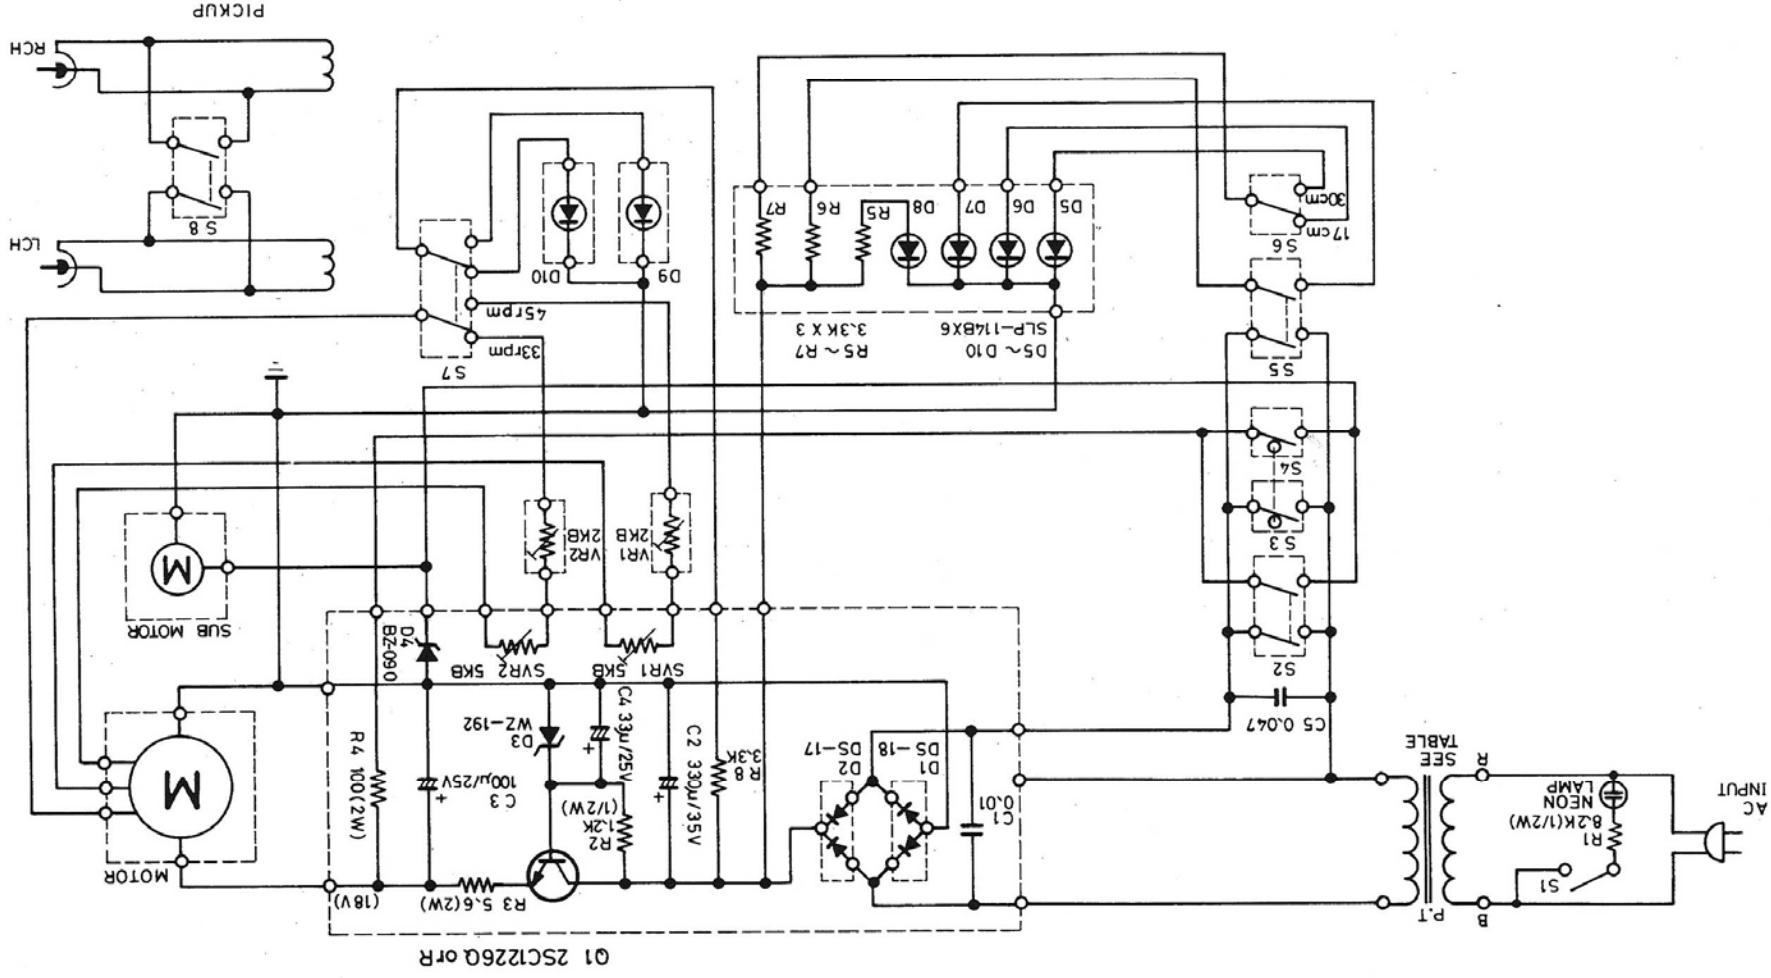 Q1 2SC1226Q or R
B
P.T
S1
R3 5.6(2W)
(18V)
MOTOR
R1
8.2K(1/2W)
NEON
LAMP
AC
INPUT
R
SEE
TABLE
C1
0.01
D1
DS-18
D2
DS-17
R8
3.3K
C2 330μ/35V
R2
1.2K
(1/2W)
C4 33μ/25V
D3
WZ-192
C3
100μ/25V
R4 100(2W)
M
C5 0.047
S2
SVR1
5KB
SVR2
5KB
D4
BZ-090
SUB MOTOR
M
S3
VR1
2KB
VR2
2KB
S4
S5
S7
33rpm
45rpm
D5~D10
SLP-114BX6
R5~R7
3.3K X 3
S6
17cm
30cm
D5
D6
D7
D8
R5
R6
R7
D9
D10
LCH
S8
RCH
PICKUP